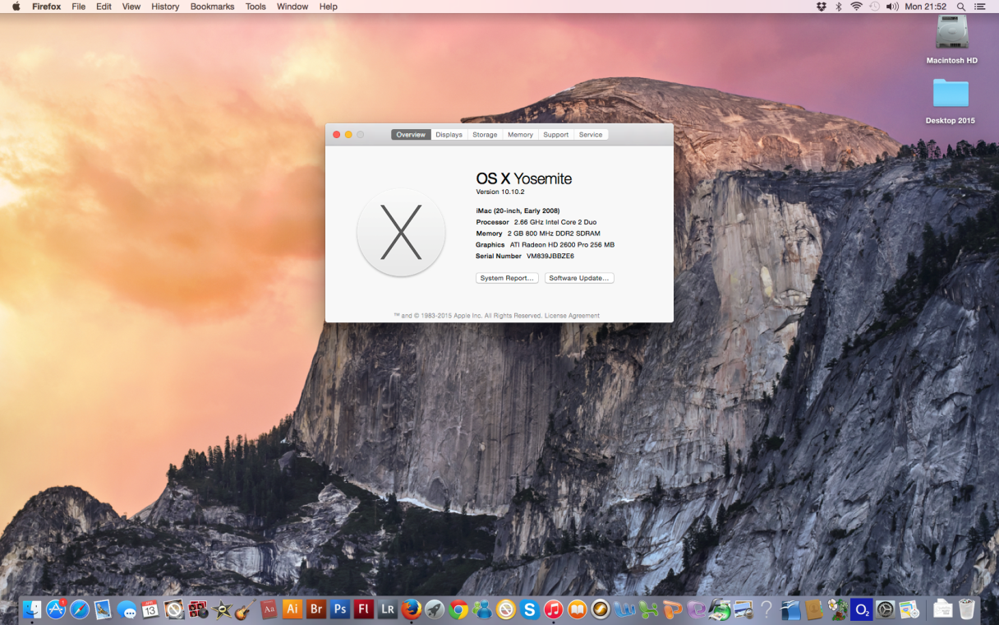 Firefox File Edit View History Bookmarks Tools Window Help Mon 21:52
Macintosh HD
Desktop 2015
Overview Displays Storage Memory Support Service
OS X Yosemite
Version 10.10.2
iMac (20-inch, Early 2008)
Processor 2.66 GHz Intel Core 2 Duo
Memory 2 GB 800 MHz DDR2 SDRAM
Graphics ATI Radeon HD 2600 Pro 256 MB
Serial Number VM839JBBZE6
System Report... Software Update...
™ and © 1983-2015 Apple Inc. All Rights Reserved. License Agreement
1 APR 13 Aa Ai Br Ps Fl Lr S ? O2